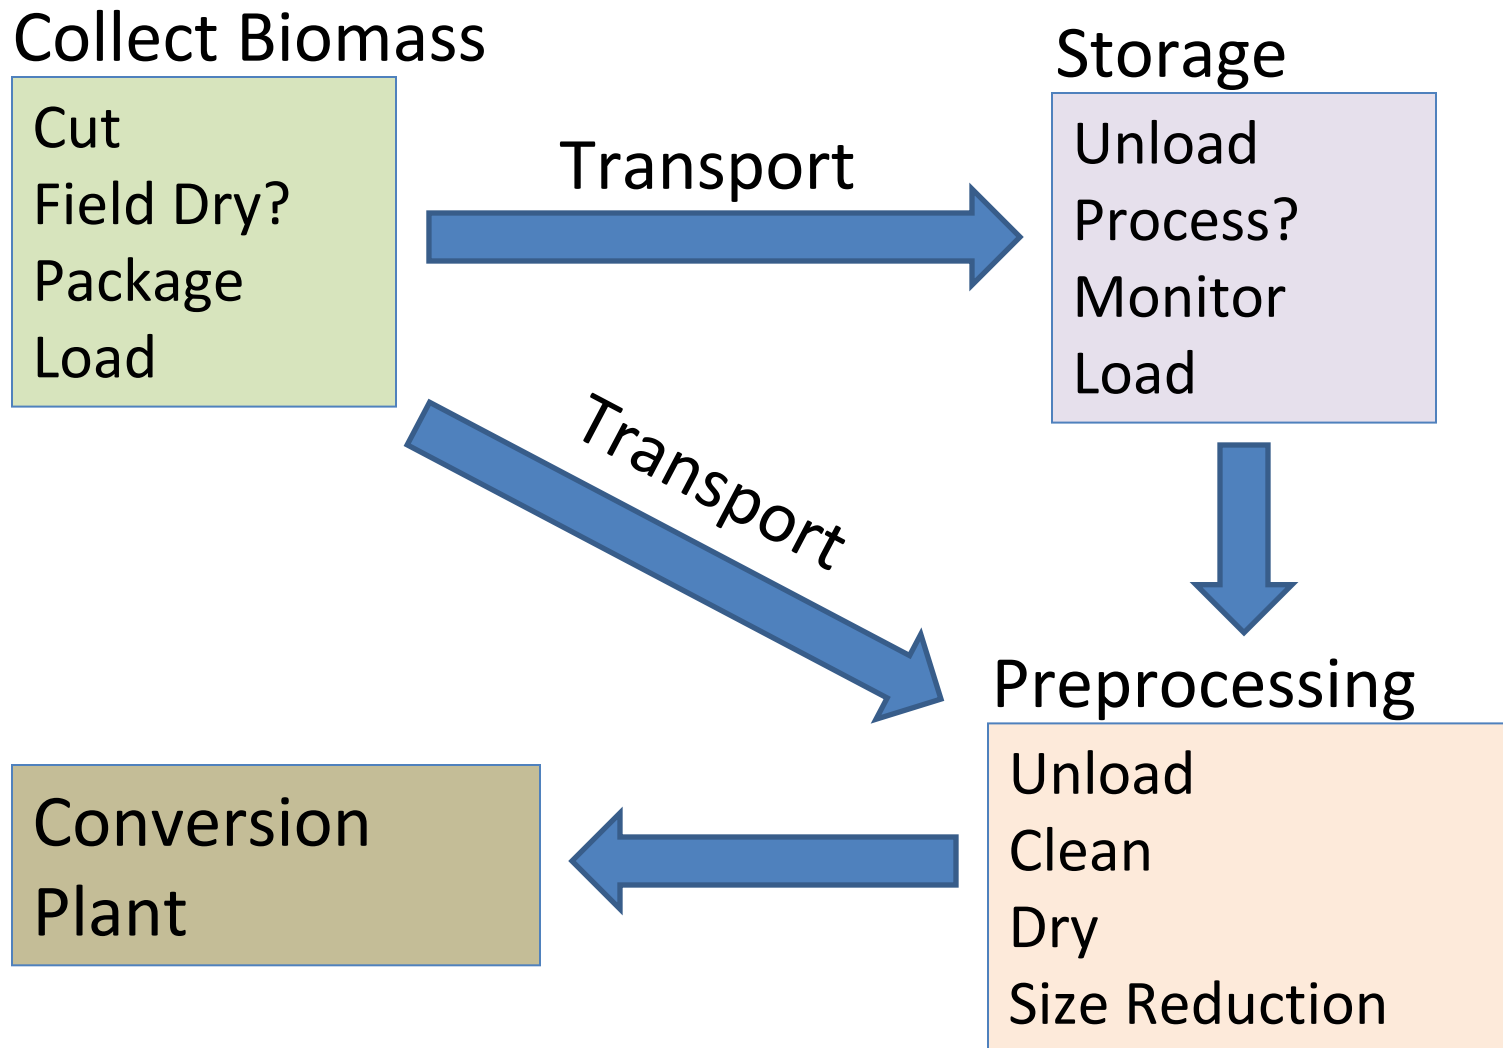 Collect Biomass
Cut
Field Dry?
Package
Load
Transport
Storage
Unload
Process?
Monitor
Load
Transport
Preprocessing
Unload
Clean
Dry
Size Reduction
Conversion
Plant